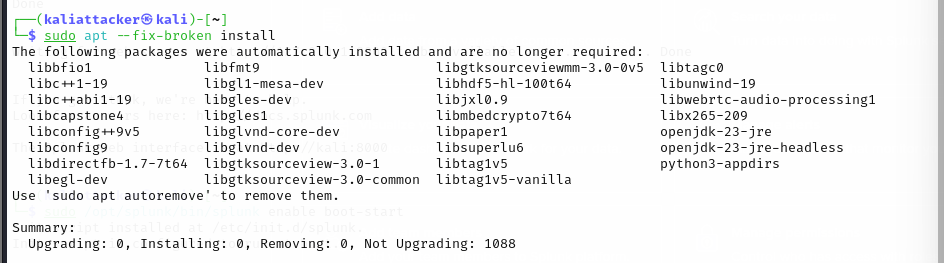 Done
┌──(kaliattacker㉿kali)-[~]
└─$ sudo apt --fix-broken install
The following packages were automatically installed and are no longer required:
  libbfio1            libfmt9                      libgtksourceviewmm-3.0-0v5  libtagc0
  libc++1-19          libgl1-mesa-dev              libhdf5-hl-100t64           libunwind-19
  libc++abi1-19       libgles-dev                  libjxl0.9                   libwebrtc-audio-processing1
  libcapstone4        libgles1                     libmbedcrypto7t64           libx265-209
  libconfig++9v5      libglvnd-core-dev            libpaper1                   openjdk-23-jre
  libconfig9          libglvnd-dev                 libsuperlu6                 openjdk-23-jre-headless
  libdirectfb-1.7-7t64  libgtksourceview-3.0-1     libtag1v5                   python3-appdirs
  libegl-dev          libgtksourceview-3.0-common  libtag1v5-vanilla
Use 'sudo apt autoremove' to remove them.
Summary:
  Upgrading: 0, Installing: 0, Removing: 0, Not Upgrading: 1088